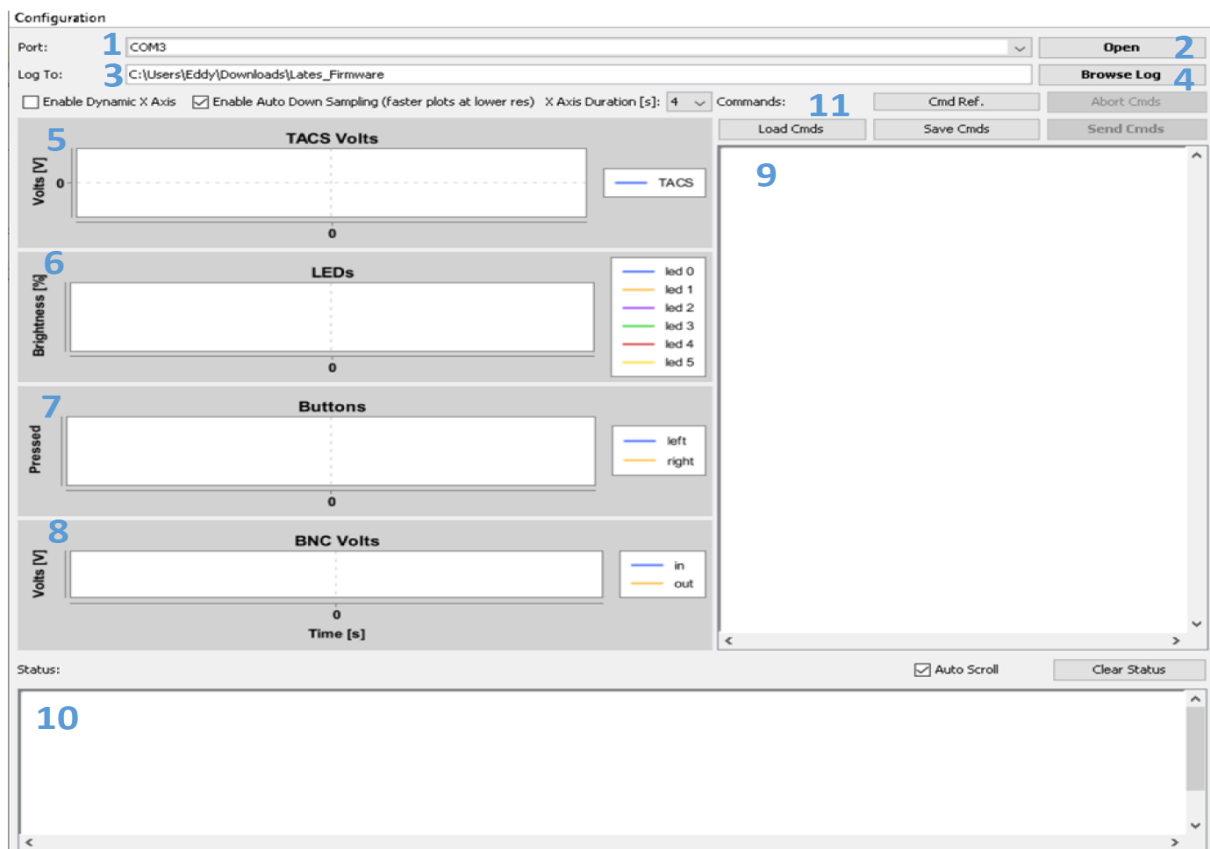 Configuration
Port: 1 COM3 Open 2
Log To: 3 C:\Users\Eddy\Downloads\Lates_Firmware Browse Log 4
Enable Dynamic X Axis Enable Auto Down Sampling (faster plots at lower res) X Axis Duration [s]: 4 Commands: 11 Cmd Ref. Abort Cmds
Load Cmds Save Cmds Send Cmds
5 TACS Volts
Volts [V]
0
TACS
0
6 LEDs
Brightness [%]
led 0
led 1
led 2
led 3
led 4
led 5
0
7 Buttons
Pressed
left
right
0
8 BNC Volts
Volts [V]
in
out
0
Time [s]
9
Status: Auto Scroll Clear Status
10